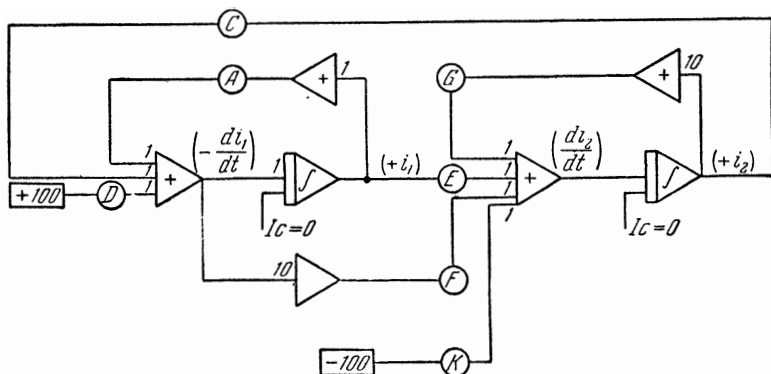 C
A
+
1
G
+
10
1
1
1
+
(- di₁/dt)
1
∫
(+i₁)
E
1
1
1
1
+
(di₂/dt)
∫
(+i₂)
+100
D
Ic=0
Ic=0
10
F
-100
K